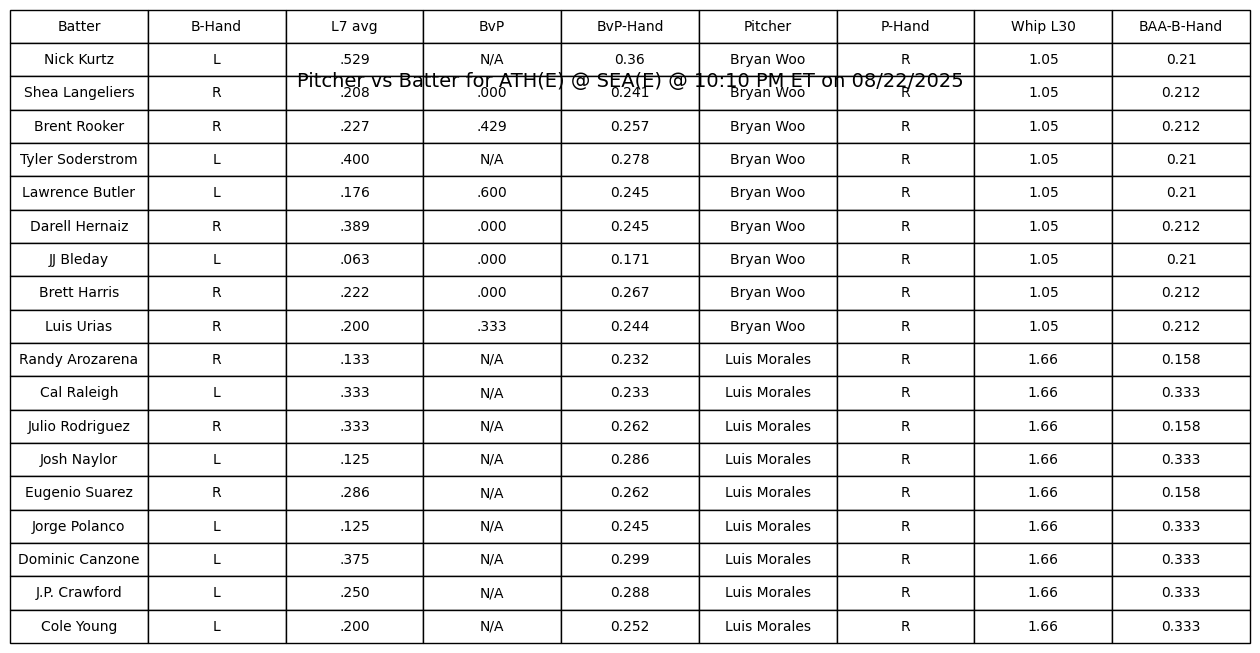 Batter B-Hand L7 avg BvP BvP-Hand Pitcher P-Hand Whip L30 BAA-B-Hand
Nick Kurtz L .529 N/A 0.36 Bryan Woo R 1.05 0.21
Pitcher vs Batter for ATH(E) @ SEA(E) @ 10:10 PM ET on 08/22/2025
Shea Langeliers R .208 .000 0.241 Bryan Woo R 1.05 0.212
Brent Rooker R .227 .429 0.257 Bryan Woo R 1.05 0.212
Tyler Soderstrom L .400 N/A 0.278 Bryan Woo R 1.05 0.21
Lawrence Butler L .176 .600 0.245 Bryan Woo R 1.05 0.21
Darell Hernaiz R .389 .000 0.245 Bryan Woo R 1.05 0.212
JJ Bleday L .063 .000 0.171 Bryan Woo R 1.05 0.21
Brett Harris R .222 .000 0.267 Bryan Woo R 1.05 0.212
Luis Urias R .200 .333 0.244 Bryan Woo R 1.05 0.212
Randy Arozarena R .133 N/A 0.232 Luis Morales R 1.66 0.158
Cal Raleigh L .333 N/A 0.233 Luis Morales R 1.66 0.333
Julio Rodriguez R .333 N/A 0.262 Luis Morales R 1.66 0.158
Josh Naylor L .125 N/A 0.286 Luis Morales R 1.66 0.333
Eugenio Suarez R .286 N/A 0.262 Luis Morales R 1.66 0.158
Jorge Polanco L .125 N/A 0.245 Luis Morales R 1.66 0.333
Dominic Canzone L .375 N/A 0.299 Luis Morales R 1.66 0.333
J.P. Crawford L .250 N/A 0.288 Luis Morales R 1.66 0.333
Cole Young L .200 N/A 0.252 Luis Morales R 1.66 0.333